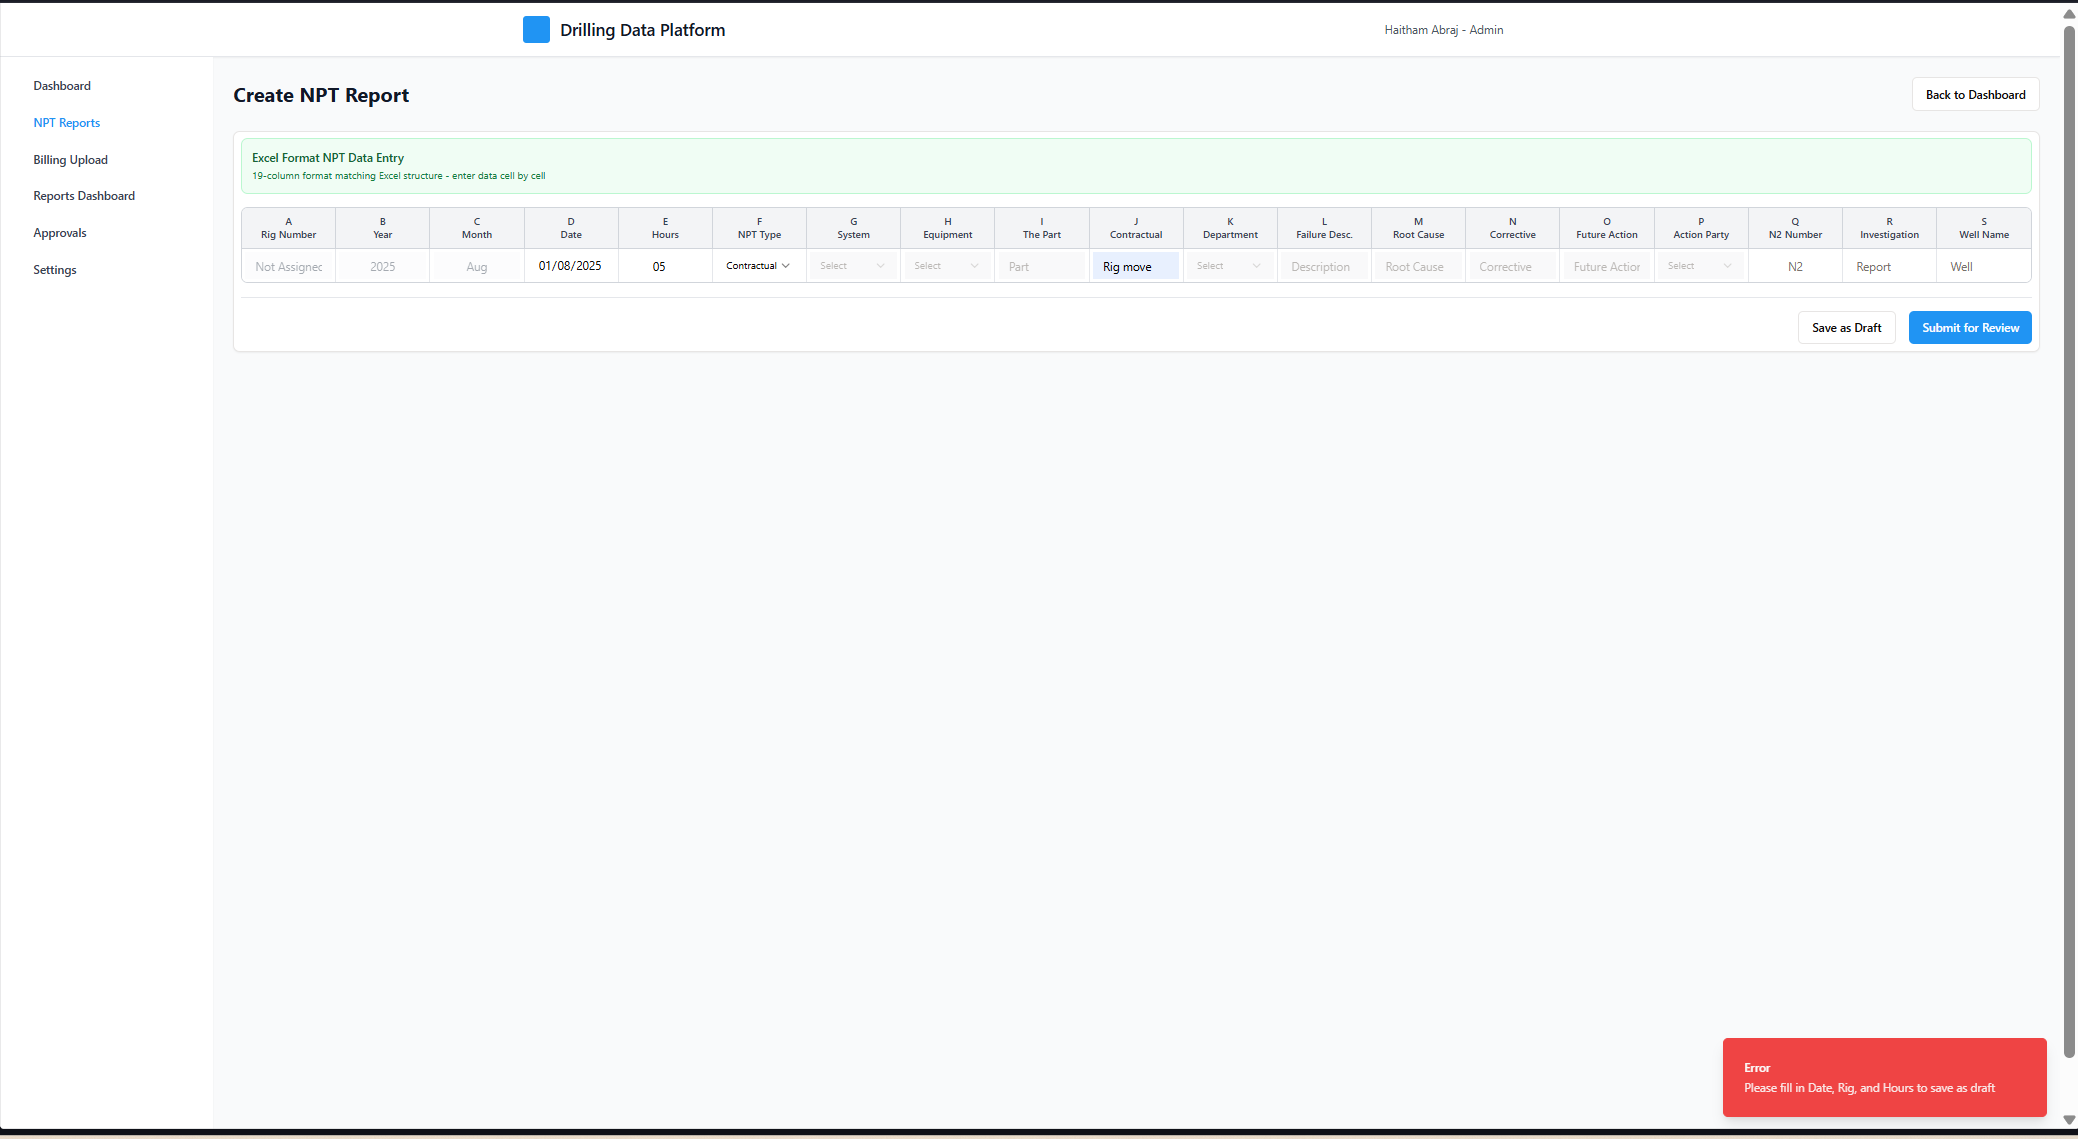 Drilling Data Platform
Haitham Abraj - Admin
Dashboard
NPT Reports
Billing Upload
Reports Dashboard
Approvals
Settings
Create NPT Report
Back to Dashboard
Excel Format NPT Data Entry
19-column format matching Excel structure - enter data cell by cell
A B C D E F G H I J K L M N O P Q R S
Rig Number Year Month Date Hours NPT Type System Equipment The Part Contractual Department Failure Desc. Root Cause Corrective Future Action Action Party N2 Number Investigation Well Name
Not Assignec 2025 Aug 01/08/2025 05 Contractual Select Select Part Rig move Select Description Root Cause Corrective Future Action Select N2 Report Well
Save as Draft
Submit for Review
Error
Please fill in Date, Rig, and Hours to save as draft